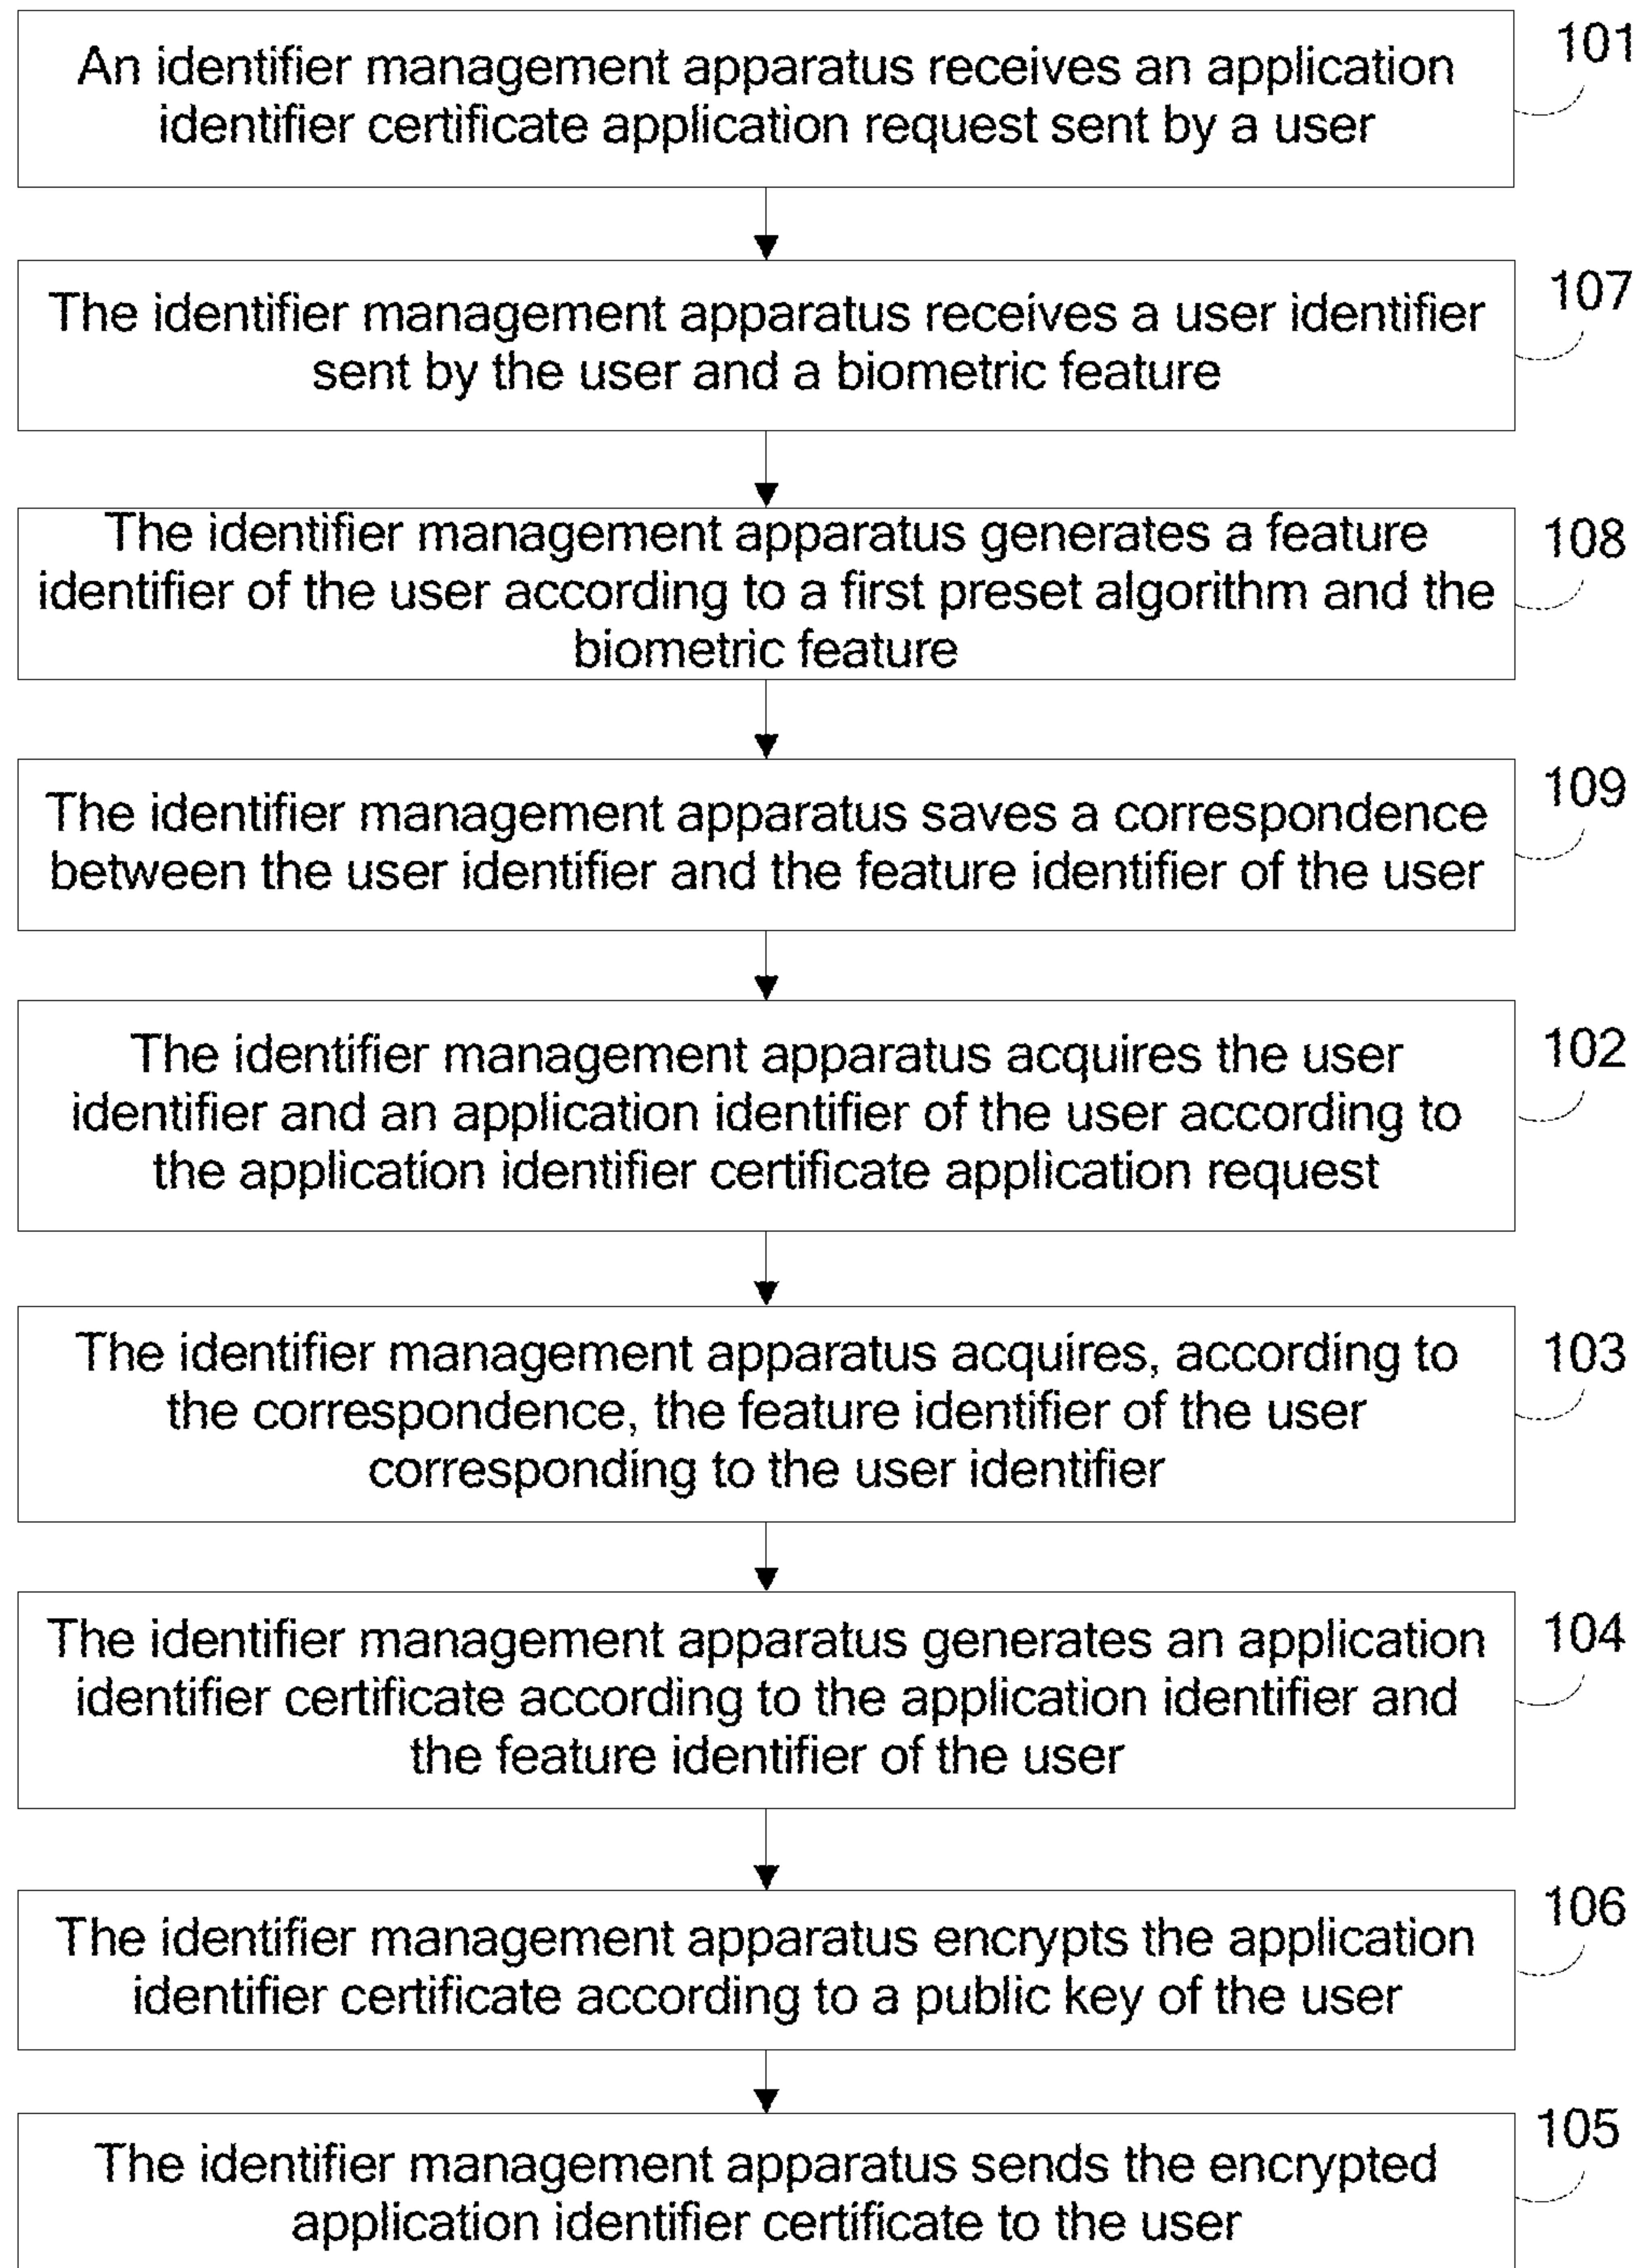 An identifier management apparatus receives an application
identifier certificate application request sent by a user
101
The identifier management apparatus receives a user identifier
sent by the user and a biometric feature
107
The identifier management apparatus generates a feature
identifier of the user according to a first preset algorithm and the
biometric feature
108
The identifier management apparatus saves a correspondence
between the user identifier and the feature identifier of the user
109
The identifier management apparatus acquires the user
identifier and an application identifier of the user according to
the application identifier certificate application request
102
The identifier management apparatus acquires, according to
the correspondence, the feature identifier of the user
corresponding to the user identifier
103
The identifier management apparatus generates an application
identifier certificate according to the application identifier and
the feature identifier of the user
104
The identifier management apparatus encrypts the application
identifier certificate according to a public key of the user
106
The identifier management apparatus sends the encrypted
application identifier certificate to the user
105